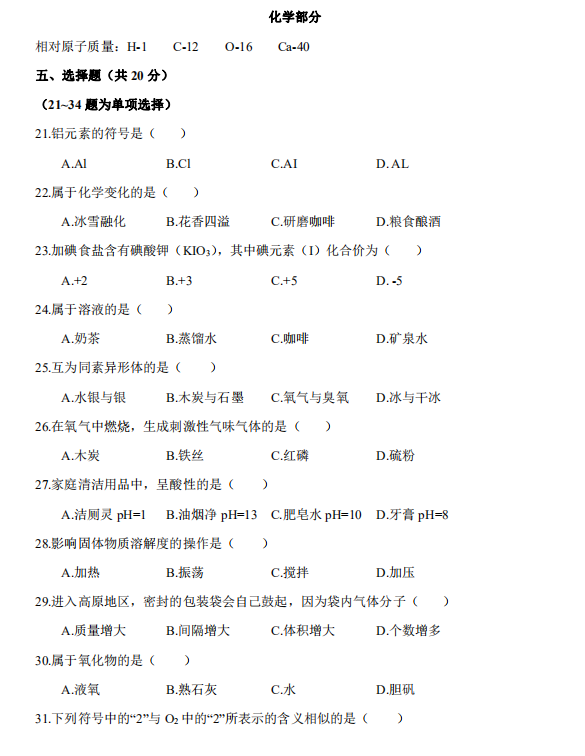 化学部分
相对原子质量：H-1 C-12 O-16 Ca-40
五、选择题（共 20 分）
（21~34 题为单项选择）
21.铝元素的符号是（ ）
A.Al B.Cl C.AI D. AL
22.属于化学变化的是（ ）
A.冰雪融化 B.花香四溢 C.研磨咖啡 D.粮食酿酒
23.加碘食盐含有碘酸钾（KIO₃），其中碘元素（I）化合价为（ ）
A.+2 B.+3 C.+5 D. -5
24.属于溶液的是（ ）
A.奶茶 B.蒸馏水 C.咖啡 D.矿泉水
25.互为同素异形体的是（ ）
A.水银与银 B.木炭与石墨 C.氧气与臭氧 D.冰与干冰
26.在氧气中燃烧，生成刺激性气味气体的是（ ）
A.木炭 B.铁丝 C.红磷 D.硫粉
27.家庭清洁用品中，呈酸性的是（ ）
A.洁厕灵 pH=1 B.油烟净 pH=13 C.肥皂水 pH=10 D.牙膏 pH=8
28.影响固体物质溶解度的操作是（ ）
A.加热 B.振荡 C.搅拌 D.加压
29.进入高原地区，密封的包装袋会自己鼓起，因为袋内气体分子（ ）
A.质量增大 B.间隔增大 C.体积增大 D.个数增多
30.属于氧化物的是（ ）
A.液氧 B.熟石灰 C.水 D.胆矾
31.下列符号中的“2”与 O₂ 中的“2”所表示的含义相似的是（ ）